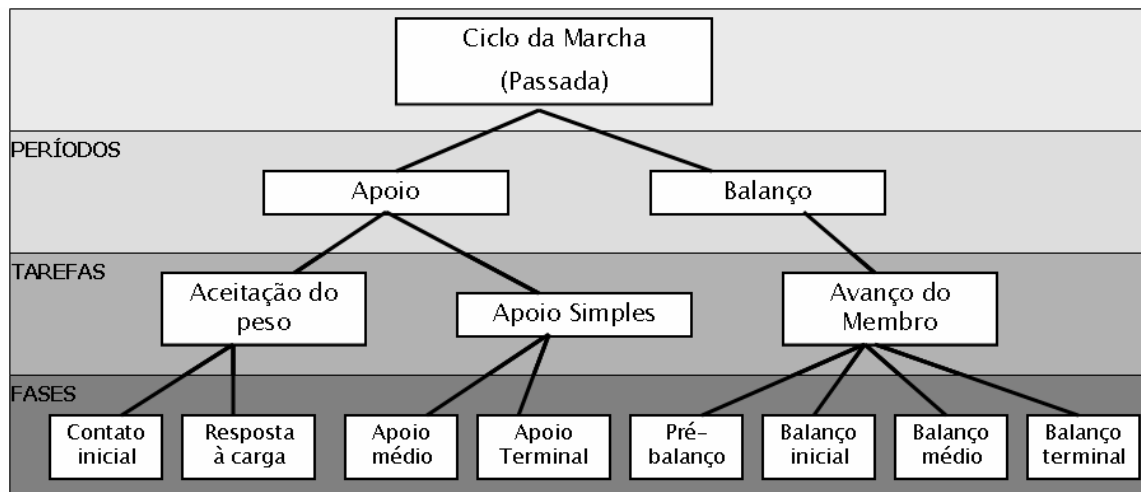 Ciclo da Marcha
(Passada)
PERÍODOS
Apoio
Balanço
TAREFAS
Aceitação do
peso
Apoio Simples
Avanço do
Membro
FASES
Contato
inicial
Resposta
à carga
Apoio
médio
Apoio
Terminal
Pré-
balanço
Balanço
inicial
Balanço
médio
Balanço
terminal